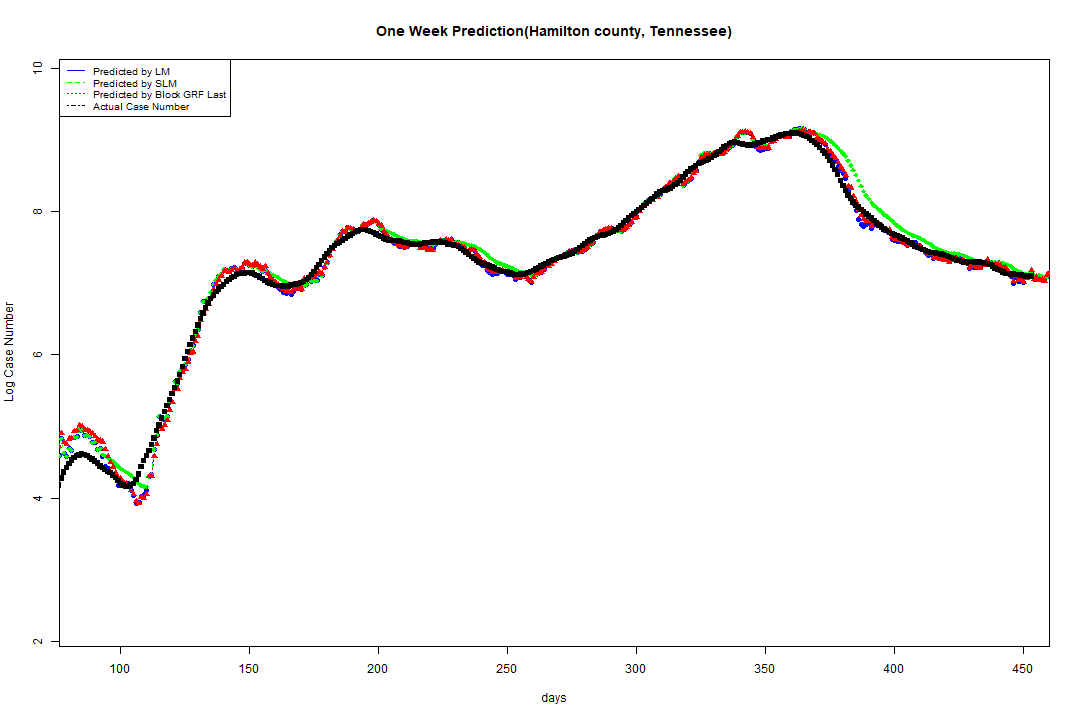 One Week Prediction(Hamilton county, Tennessee)
10
Predicted by LM
Predicted by SLM
Predicted by Block GRF Last
Actual Case Number
8
6
4
2
Log Case Number
100 150 200 250 300 350 400 450
days